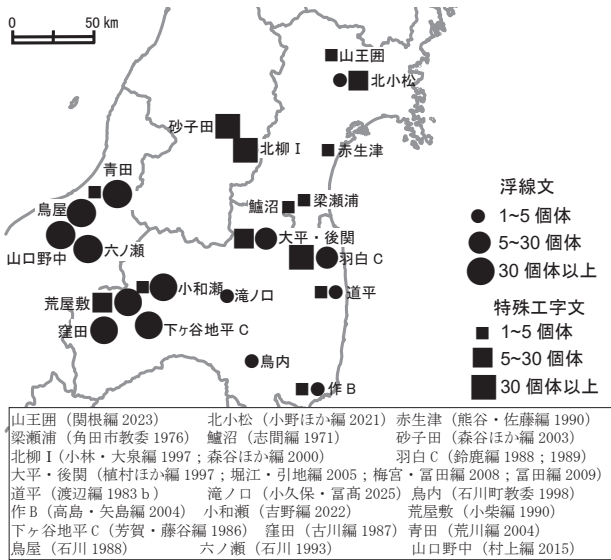 0 50 km
山王囲
北小松
砂子田
北柳Ⅰ
赤生津
青田
梁瀬浦
鱸沼
鳥屋
大平・後関
山口野中
六ノ瀬
羽白 C
小和瀬
滝ノ口
道平
荒屋敷
窪田
下ヶ谷地平 C
鳥内
作 B
浮線文
1~5 個体
5~30 個体
30 個体以上
特殊工字文
1~5 個体
5~30 個体
30 個体以上
山王囲（関根編 2023） 北小松（小野ほか編 2021） 赤生津（熊谷・佐藤編 1990）
梁瀬浦（角田市教委 1976） 鱸沼（志間編 1971） 砂子田（森谷ほか編 2003）
北柳Ⅰ（小林・大泉編 1997；森谷ほか編 2000） 羽白 C（鈴鹿編 1988；1989）
大平・後関（植村ほか編 1997；堀江・引地編 2005；梅宮・冨田編 2008；冨田編 2009）
道平（渡辺編 1983 b） 滝ノ口（小久保・冨髙 2025） 鳥内（石川町教委 1998）
作 B（高島・矢島編 2004） 小和瀬（吉野編 2022） 荒屋敷（小柴編 1990）
下ヶ谷地平 C（芳賀・藤谷編 1986） 窪田（古川編 1987） 青田（荒川編 2004）
鳥屋（石川 1988） 六ノ瀬（石川 1993） 山口野中（村上編 2015）